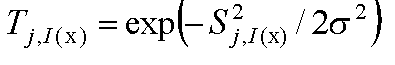 T_{j,I(x)} = exp(-S^2_{j,I(x)} / 2σ^2)